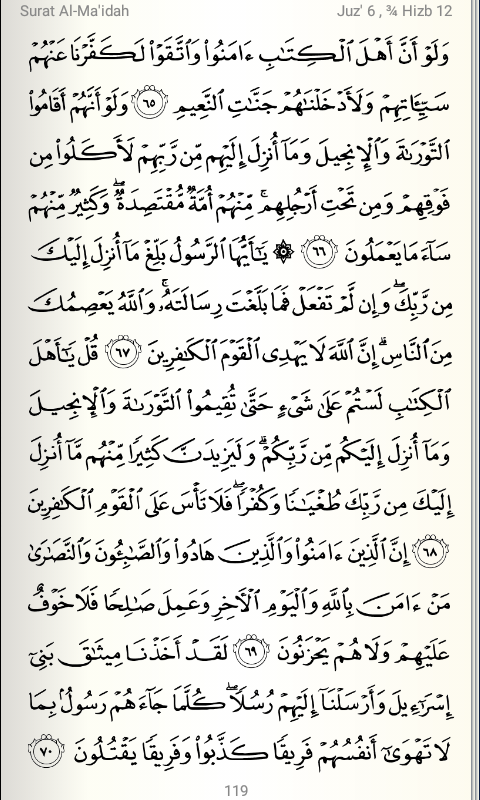 Surat Al-Ma'idah Juz' 6 , ¾ Hizb 12
وَلَوْ أَنَّ أَهْلَ ٱلْكِتَٰبِ ءَامَنُوا۟ وَٱتَّقَوْا۟ لَكَفَّرْنَا عَنْهُمْ
سَيِّـَٔاتِهِمْ وَلَأَدْخَلْنَٰهُمْ جَنَّٰتِ ٱلنَّعِيمِ ٦٥ وَلَوْ أَنَّهُمْ أَقَامُوا۟
ٱلتَّوْرَىٰةَ وَٱلْإِنجِيلَ وَمَآ أُنزِلَ إِلَيْهِم مِّن رَّبِّهِمْ لَأَكَلُوا۟ مِن
فَوْقِهِمْ وَمِن تَحْتِ أَرْجُلِهِم ۚ مِّنْهُمْ أُمَّةٌ مُّقْتَصِدَةٌ ۖ وَكَثِيرٌ مِّنْهُمْ
سَآءَ مَا يَعْمَلُونَ ٦٦ ۞ يَٰٓأَيُّهَا ٱلرَّسُولُ بَلِّغْ مَآ أُنزِلَ إِلَيْكَ
مِن رَّبِّكَ ۖ وَإِن لَّمْ تَفْعَلْ فَمَا بَلَّغْتَ رِسَالَتَهُۥ ۚ وَٱللَّهُ يَعْصِمُكَ
مِنَ ٱلنَّاسِ ۗ إِنَّ ٱللَّهَ لَا يَهْدِى ٱلْقَوْمَ ٱلْكَٰفِرِينَ ٦٧ قُلْ يَٰٓأَهْلَ
ٱلْكِتَٰبِ لَسْتُمْ عَلَىٰ شَىْءٍ حَتَّىٰ تُقِيمُوا۟ ٱلتَّوْرَىٰةَ وَٱلْإِنجِيلَ
وَمَآ أُنزِلَ إِلَيْكُم مِّن رَّبِّكُمْ ۗ وَلَيَزِيدَنَّ كَثِيرًا مِّنْهُم مَّآ أُنزِلَ
إِلَيْكَ مِن رَّبِّكَ طُغْيَٰنًا وَكُفْرًا ۖ فَلَا تَأْسَ عَلَى ٱلْقَوْمِ ٱلْكَٰفِرِينَ
٦٨ إِنَّ ٱلَّذِينَ ءَامَنُوا۟ وَٱلَّذِينَ هَادُوا۟ وَٱلصَّٰبِـُٔونَ وَٱلنَّصَٰرَىٰ
مَنْ ءَامَنَ بِٱللَّهِ وَٱلْيَوْمِ ٱلْءَاخِرِ وَعَمِلَ صَٰلِحًا فَلَا خَوْفٌ
عَلَيْهِمْ وَلَا هُمْ يَحْزَنُونَ ٦٩ لَقَدْ أَخَذْنَا مِيثَٰقَ بَنِىٓ
إِسْرَٰٓءِيلَ وَأَرْسَلْنَآ إِلَيْهِمْ رُسُلًا ۖ كُلَّمَا جَآءَهُمْ رَسُولٌۢ بِمَا
لَا تَهْوَىٰٓ أَنفُسُهُمْ فَرِيقًا كَذَّبُوا۟ وَفَرِيقًا يَقْتُلُونَ ٧٠
119